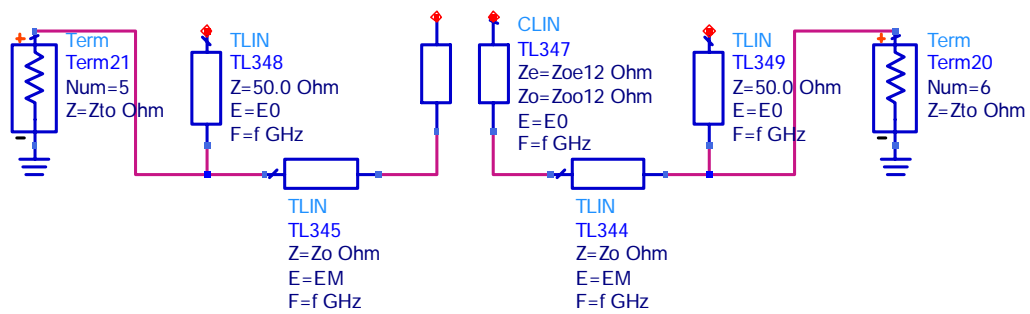 +
Term
Term21
Num=5
Z=Zto Ohm
-
TLIN
TL348
Z=50.0 Ohm
E=E0
F=f GHz
CLIN
TL347
Ze=Zoe12 Ohm
Zo=Zoo12 Ohm
E=E0
F=f GHz
TLIN
TL349
Z=50.0 Ohm
E=E0
F=f GHz
+
Term
Term20
Num=6
Z=Zto Ohm
-
TLIN
TL345
Z=Zo Ohm
E=EM
F=f GHz
TLIN
TL344
Z=Zo Ohm
E=EM
F=f GHz